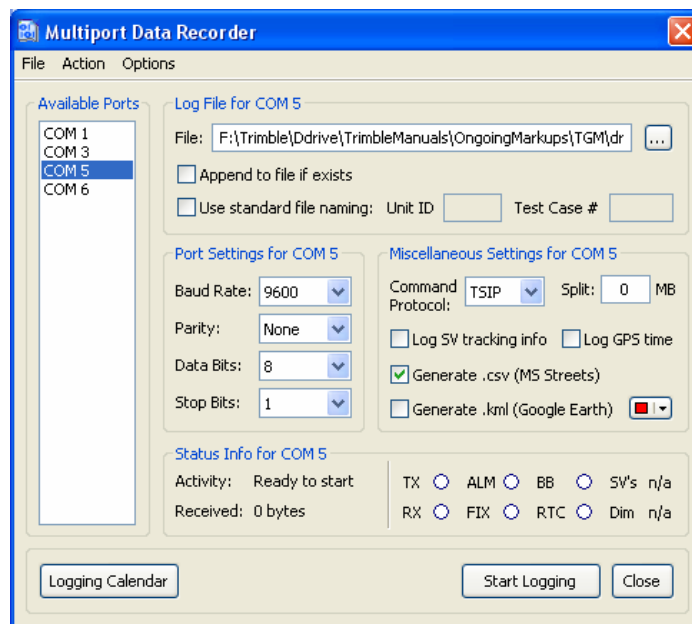 Multiport Data Recorder
File Action Options
Available Ports
COM 1
COM 3
COM 5
COM 6
Log File for COM 5
File: F:\Trimble\Ddrive\TrimbleManuals\OngoingMarkups\TGM\dr ...
Append to file if exists
Use standard file naming: Unit ID Test Case #
Port Settings for COM 5
Baud Rate: 9600
Parity: None
Data Bits: 8
Stop Bits: 1
Miscellaneous Settings for COM 5
Command Protocol: TSIP Split: 0 MB
Log SV tracking info Log GPS time
Generate .csv (MS Streets)
Generate .kml (Google Earth)
Status Info for COM 5
Activity: Ready to start
Received: 0 bytes
TX ALM BB SV's n/a
RX FIX RTC Dim n/a
Logging Calendar Start Logging Close